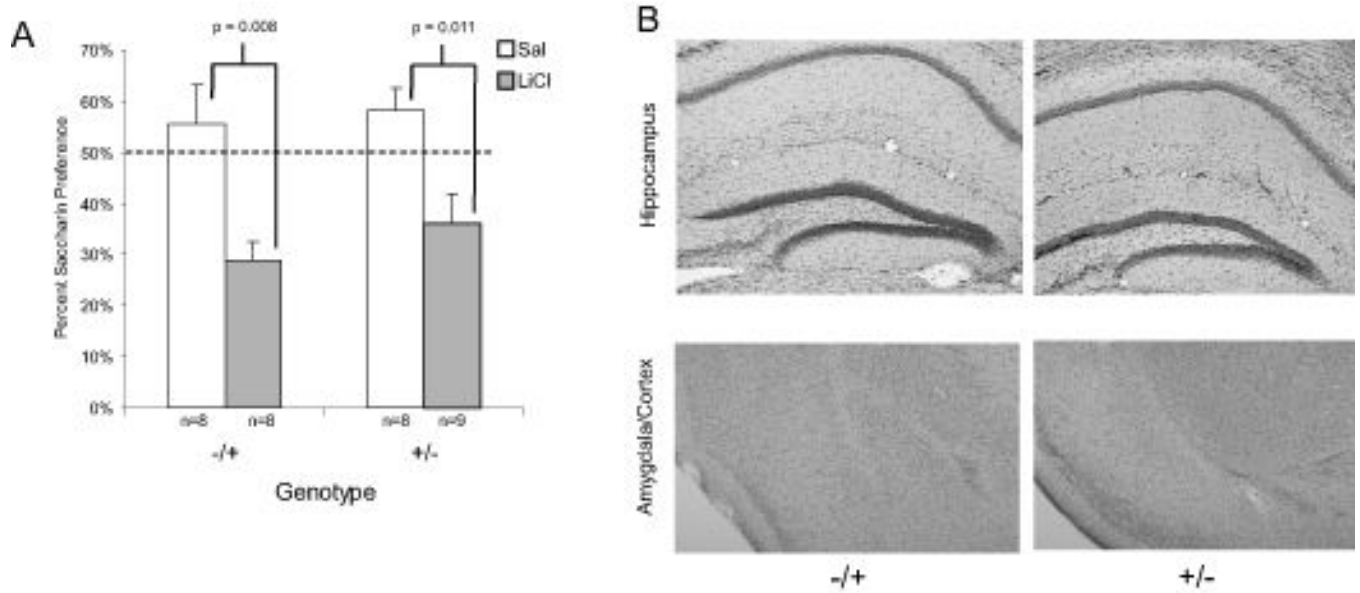 A
p = 0.008
p = 0.011
Sal
LiCl
Percent Saccharin Preference
70%
60%
50%
40%
30%
20%
10%
0%
n=8
n=8
n=8
n=9
-/+
+/-
Genotype
B
Hippocampus
Amygdala/Cortex
-/+
+/-